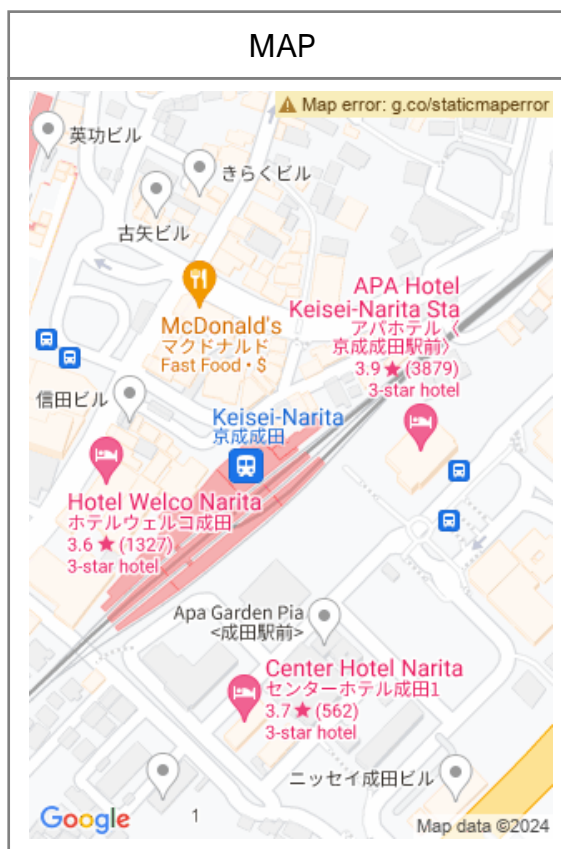 MAP
Map error: g.co/staticmaperror
英功ビル
きらくビル
古矢ビル
APA Hotel
Keisei-Narita Sta
アパホテル〈
京成成田駅前〉
3.9 ★ (3879)
3-star hotel
McDonald's
マクドナルド
Fast Food • $
信田ビル
Keisei-Narita
京成成田
Hotel Welco Narita
ホテルウェルコ成田
3.6 ★ (1327)
3-star hotel
Apa Garden Pia
<成田駅前>
Center Hotel Narita
センターホテル成田1
3.7 ★ (562)
3-star hotel
ニッセイ成田ビル
1
Google
Map data ©2024